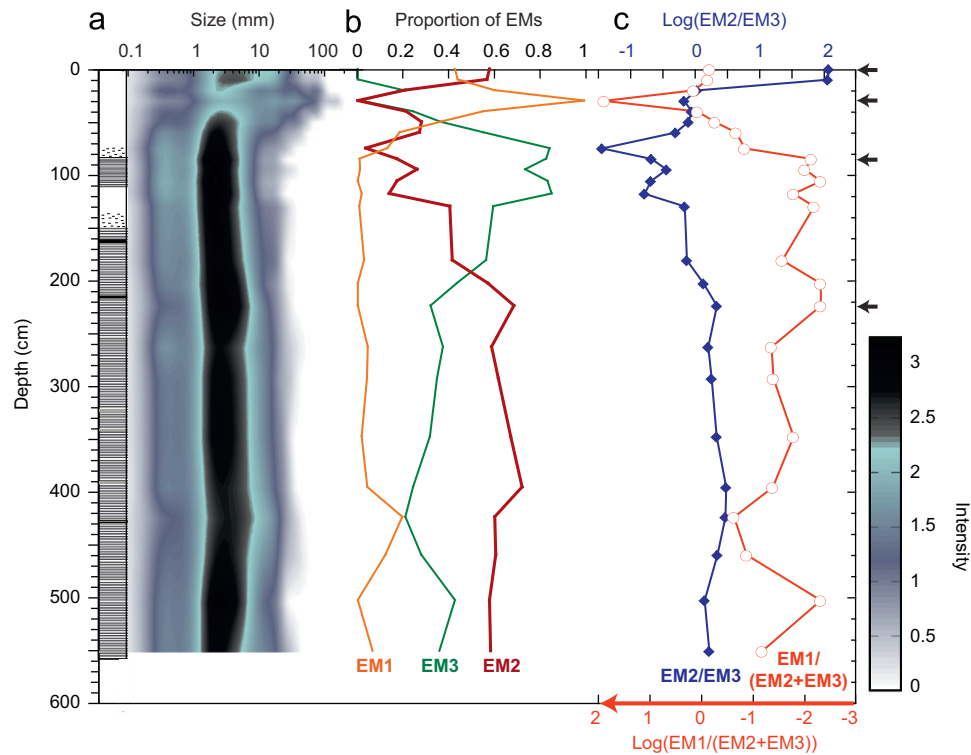 a
Size (mm)
0.1 1 10 100
b
Proportion of EMs
0 0.2 0.4 0.6 0.8 1
c
Log(EM2/EM3)
-1 0 1 2
Depth (cm)
0
100
200
300
400
500
600
EM1
EM3
EM2
EM2/EM3
EM1/
(EM2+EM3)
2 1 0 -1 -2 -3
Log(EM1/(EM2+EM3))
3
2.5
2
1.5
1
0.5
0
Intensity